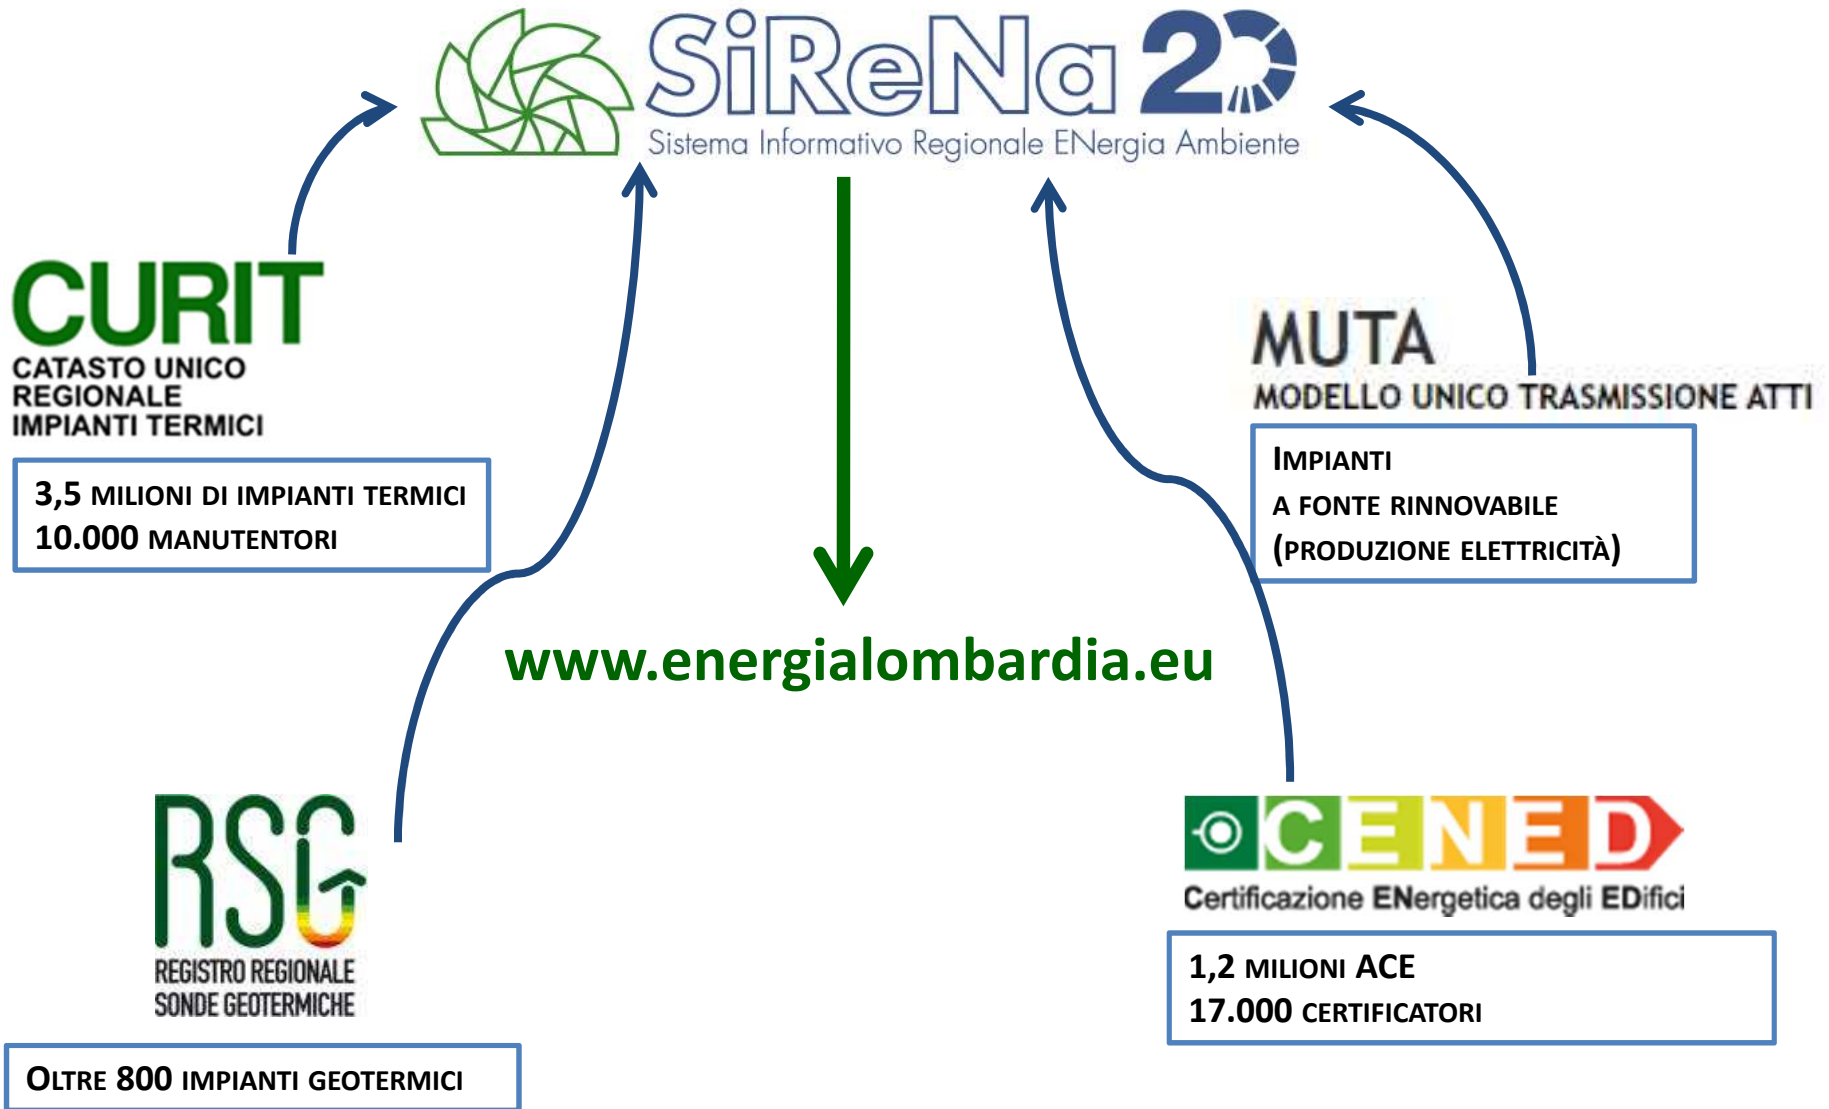 SiReNa 20
Sistema Informativo Regionale ENergia Ambiente
CURIT
CATASTO UNICO
REGIONALE
IMPIANTI TERMICI
3,5 MILIONI DI IMPIANTI TERMICI
10.000 MANUTENTORI
MUTA
MODELLO UNICO TRASMISSIONE ATTI
IMPIANTI
A FONTE RINNOVABILE
(PRODUZIONE ELETTRICITÀ)
www.energialombardia.eu
RSG
REGISTRO REGIONALE
SONDE GEOTERMICHE
OLTRE 800 IMPIANTI GEOTERMICI
CENED
Certificazione ENergetica degli EDifici
1,2 MILIONI ACE
17.000 CERTIFICATORI